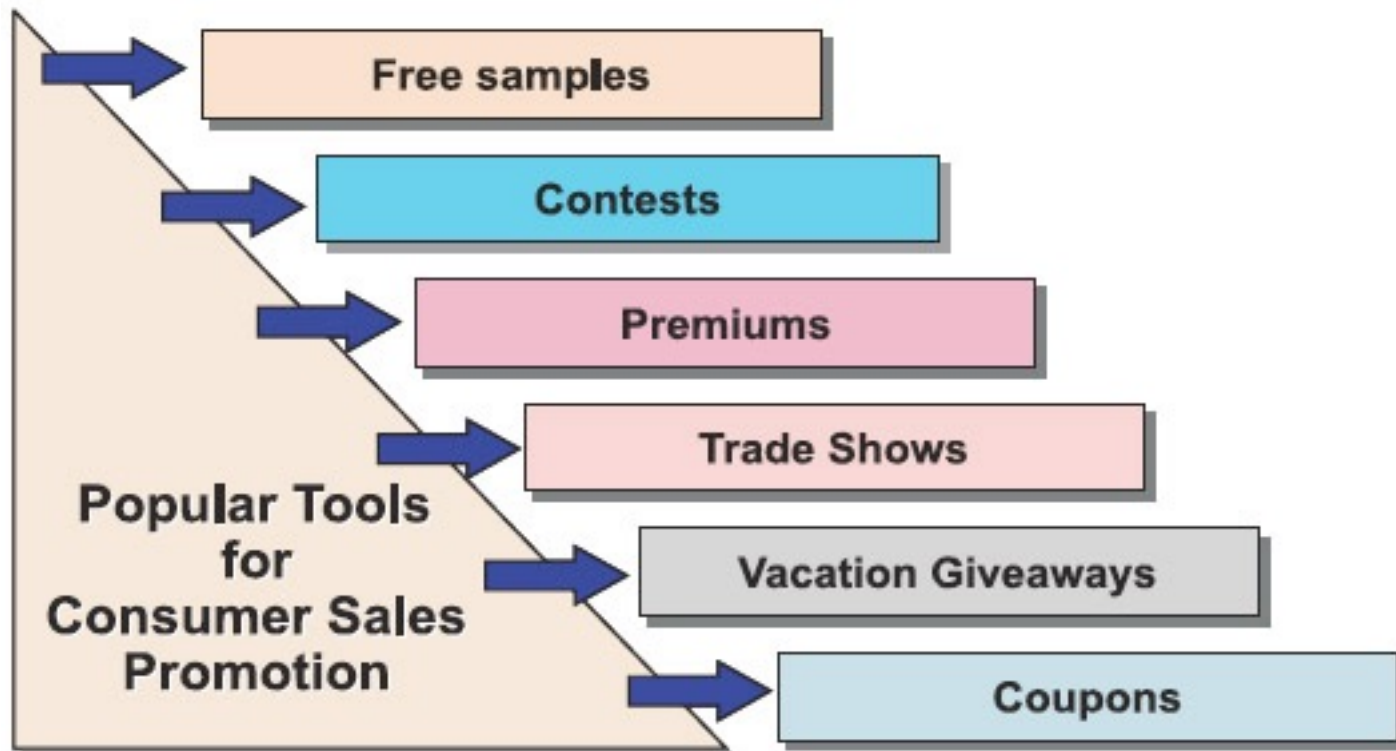 Free samples
Contests
Premiums
Trade Shows
Vacation Giveaways
Coupons
Popular Tools
for
Consumer Sales
Promotion